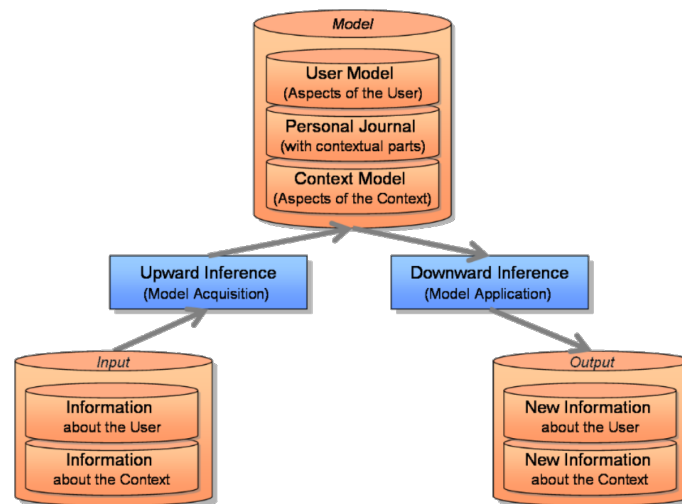 Model
User Model
(Aspects of the User)
Personal Journal
(with contextual parts)
Context Model
(Aspects of the Context)
Upward Inference
(Model Acquisition)
Downward Inference
(Model Application)
Input
Information
about the User
Information
about the Context
Output
New Information
about the User
New Information
about the Context